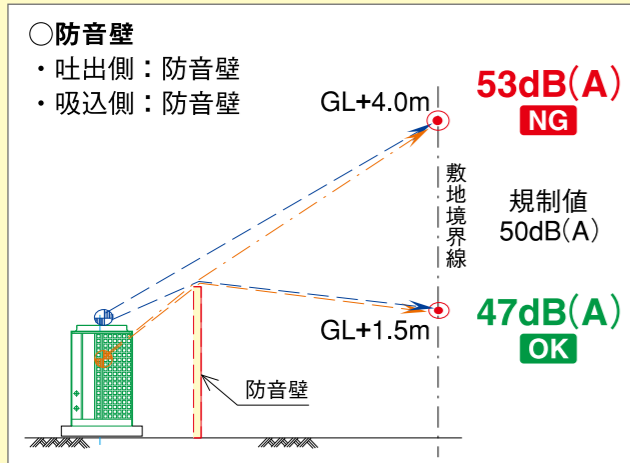 ○防音壁
・吐出側：防音壁
・吸込側：防音壁
GL+4.0m
53dB(A)
NG
敷地境界線
規制値
50dB(A)
GL+1.5m
47dB(A)
OK
防音壁